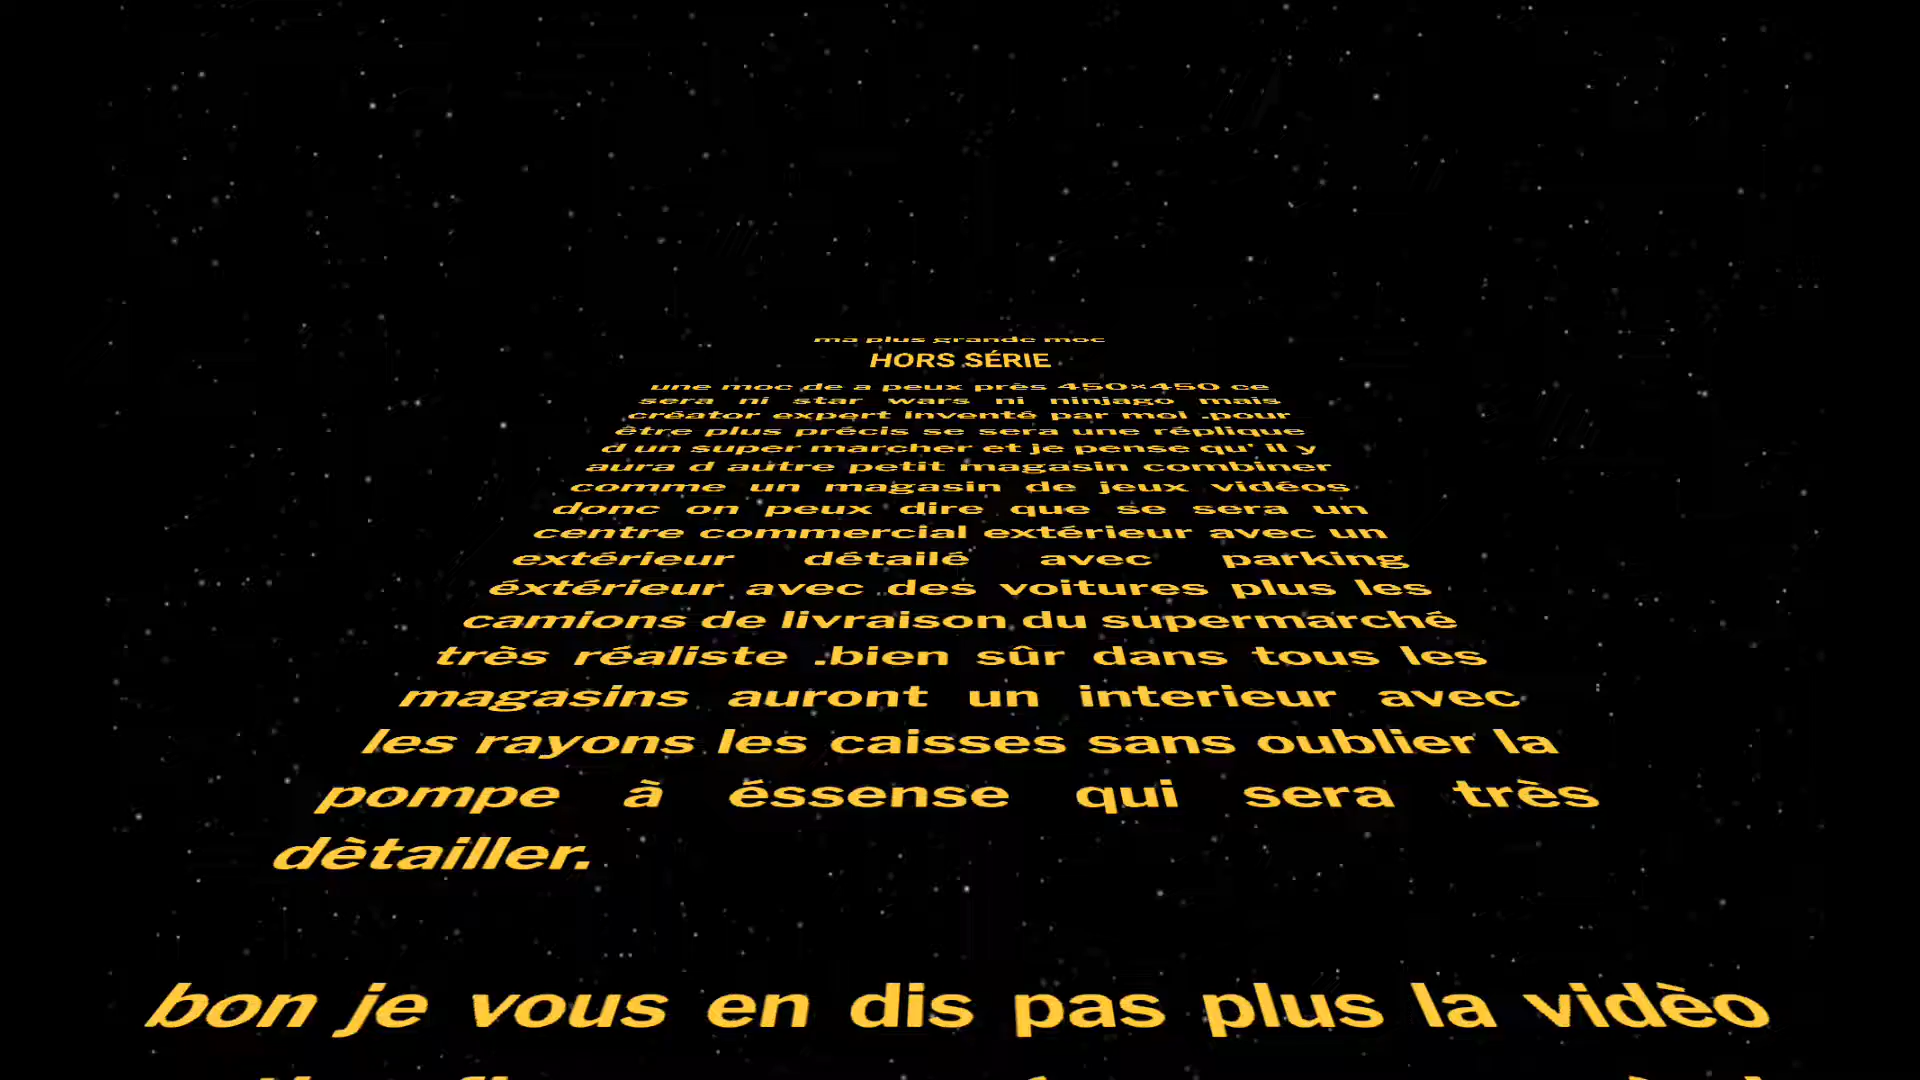 ma plus grande moc
HORS SÉRIE
une moc de a peux près 450×450 ce
sera ni star wars ni ninjago mais
créator expert inventé par moi .pour
être plus précis se sera une réplique
d un super marcher et je pense qu' il y
aura d autre petit magasin combiner
comme un magasin de jeux vidéos
donc on peux dire que se sera un
centre commercial extérieur avec un
extérieur détailé avec parking
éxtérieur avec des voitures plus les
camions de livraison du supermarché
très réaliste .bien sûr dans tous les
magasins auront un interieur avec
les rayons les caisses sans oublier la
pompe à éssense qui sera très
dètailler.
bon je vous en dis pas plus la vidèo